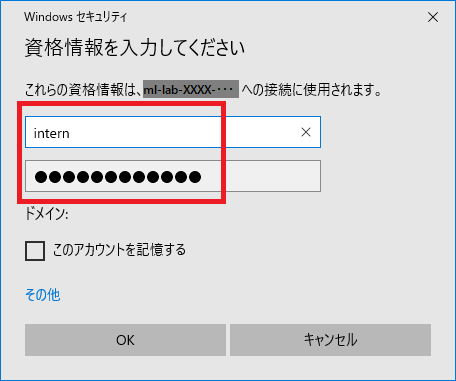 Windows セキュリティ
資格情報を入力してください
これらの資格情報は、ml-lab-XXXX-･･･ への接続に使用されます。
intern
●●●●●●●●●●●●
ドメイン:
このアカウントを記憶する
その他
OK
キャンセル